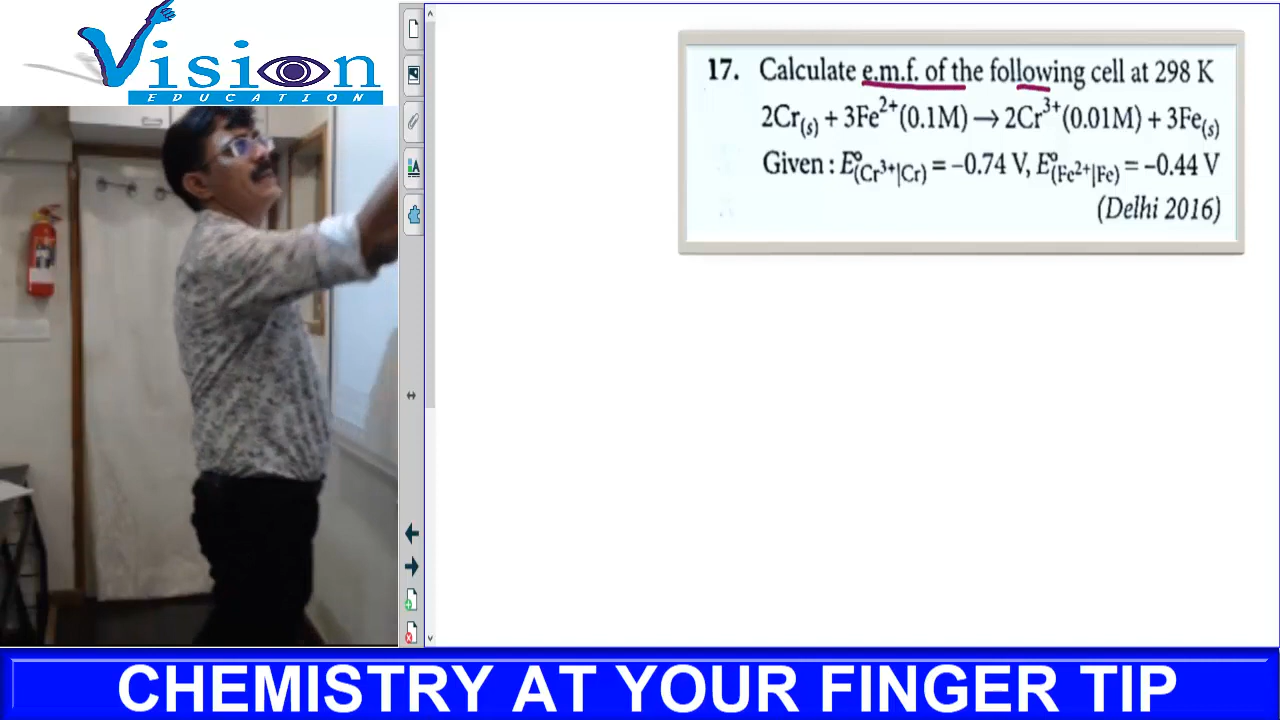 Vision
EDUCATION
17. Calculate e.m.f. of the following cell at 298 K
2Cr(s) + 3Fe²⁺(0.1M) → 2Cr³⁺(0.01M) + 3Fe(s)
Given : E°(Cr³⁺|Cr) = –0.74 V, E°(Fe²⁺|Fe) = –0.44 V
(Delhi 2016)
CHEMISTRY AT YOUR FINGER TIP